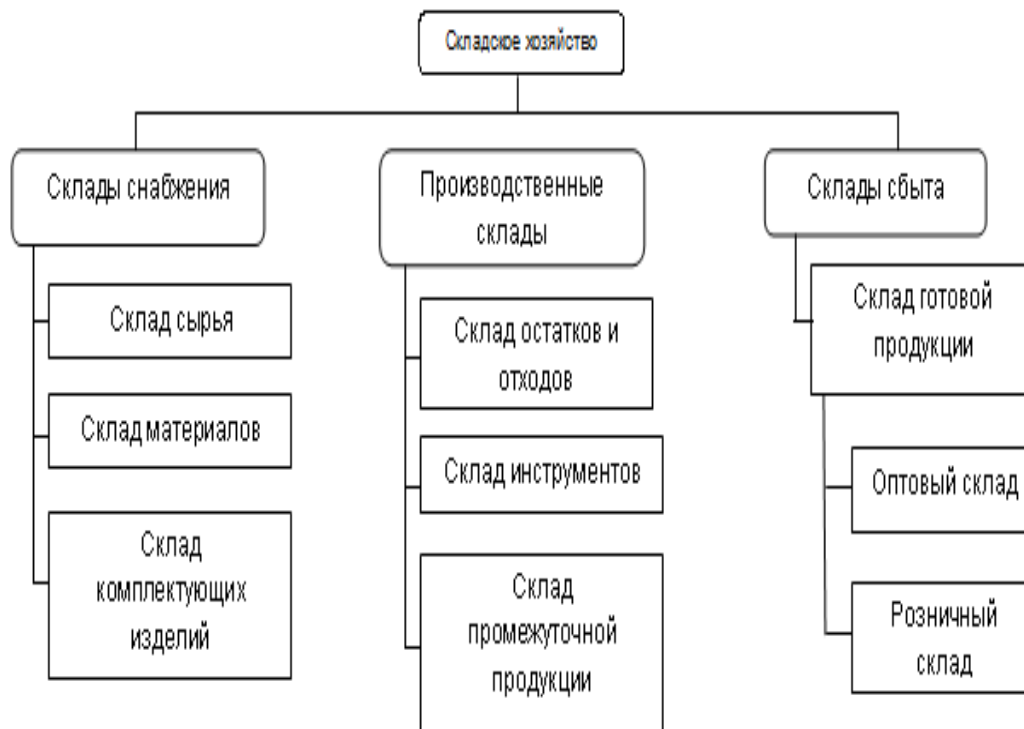 Складское хозяйство
Склады снабжения
Склад сырья
Склад материалов
Склад
комплектующих
изделий
Производственные
склады
Склад остатков и
отходов
Склад инструментов
Склад
промежуточной
продукции
Склады сбыта
Склад готовой
продукции
Оптовый склад
Розничный
склад